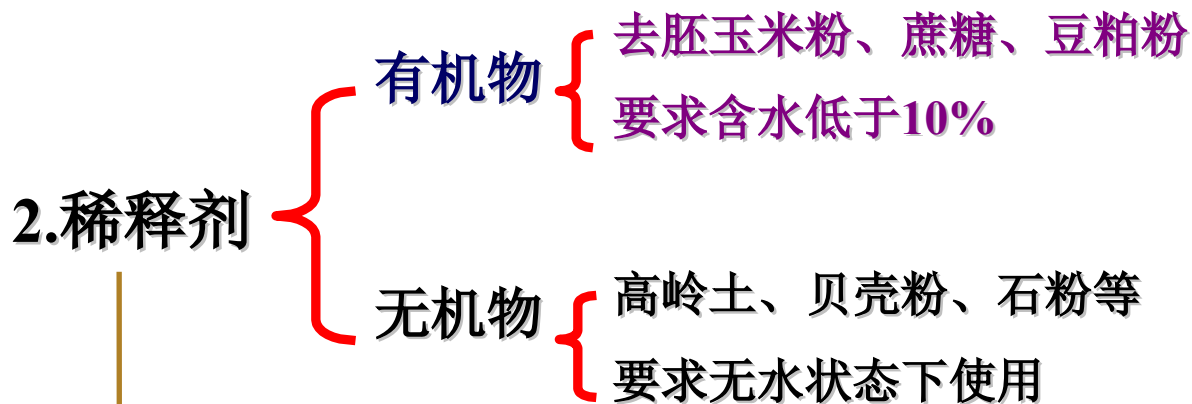 去胚玉米粉、蔗糖、豆粕粉
有机物
要求含水低于10%
2.稀释剂
高岭土、贝壳粉、石粉等
无机物
要求无水状态下使用